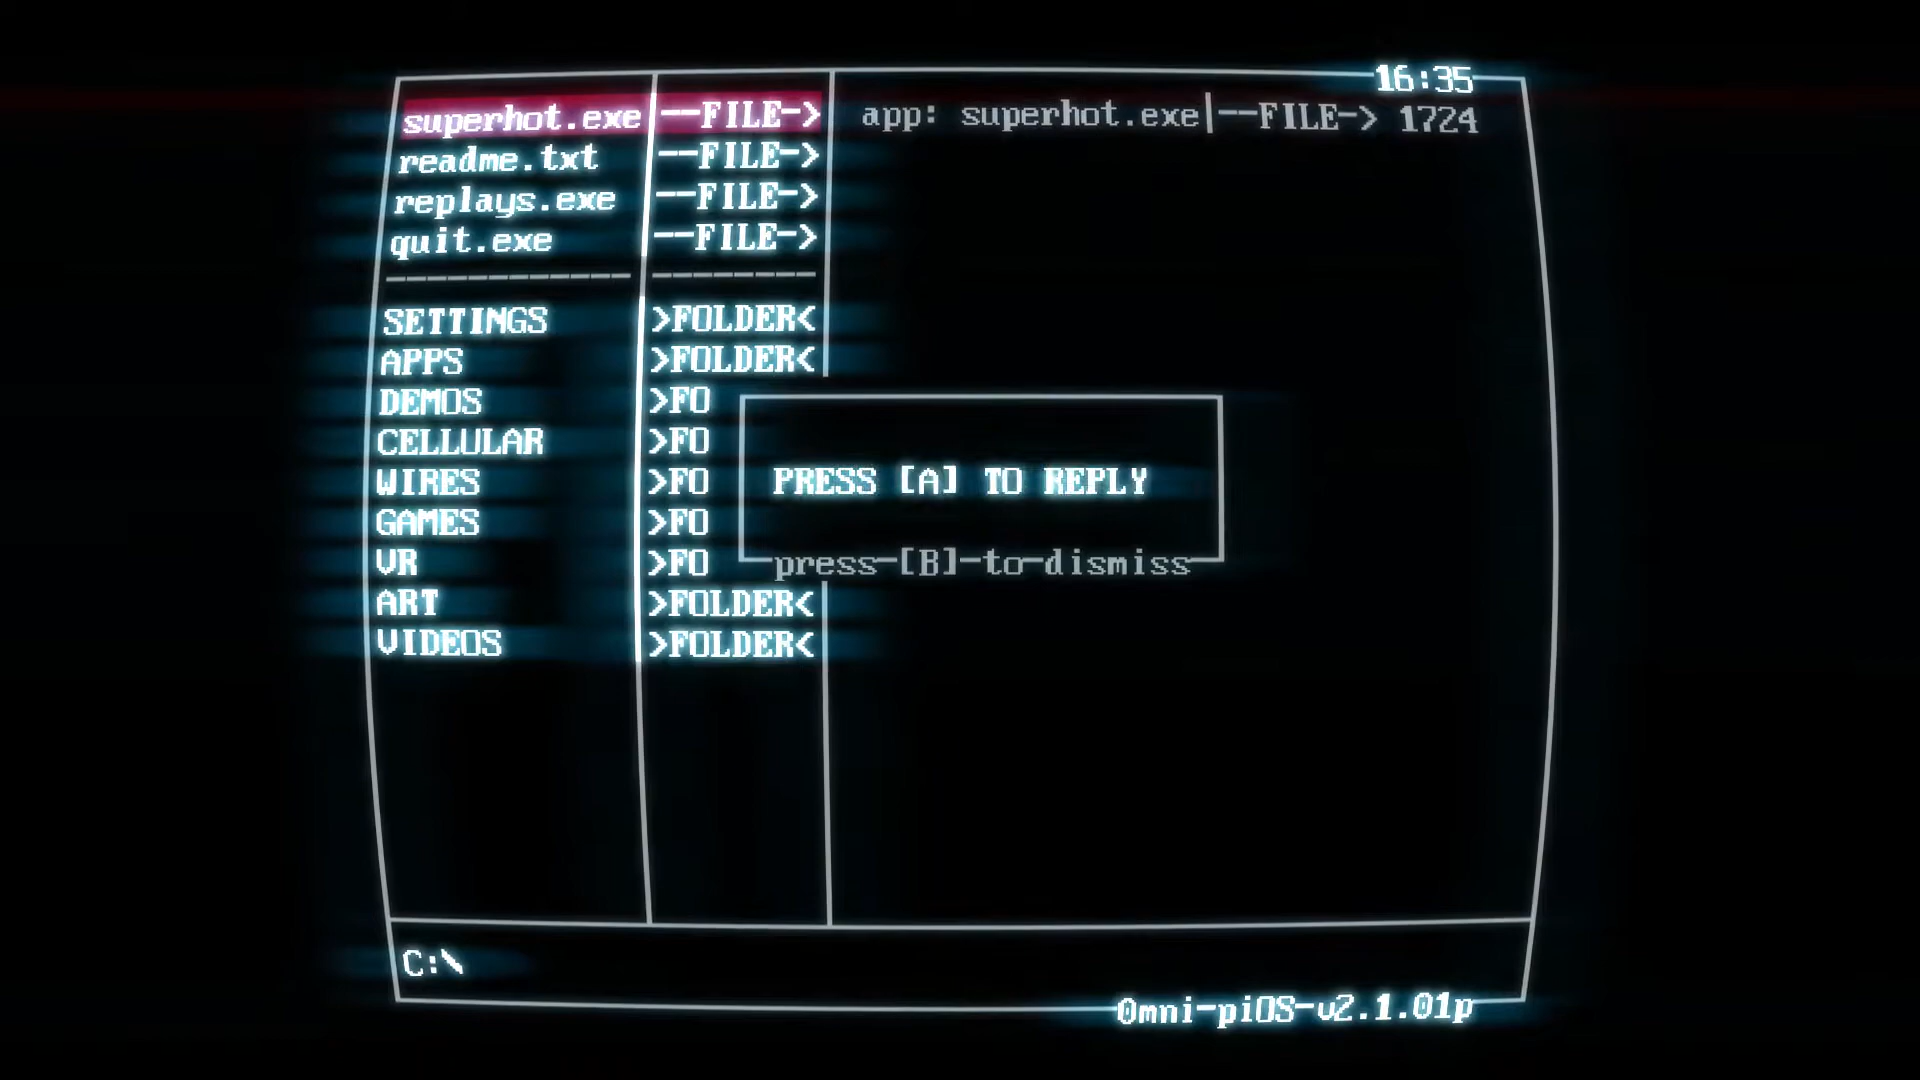 16:35
superhot.exe --FILE-> app: superhot.exe|--FILE-> 1724
readme.txt --FILE->
replays.exe --FILE->
quit.exe --FILE->
SETTINGS >FOLDER<
APPS >FOLDER<
DEMOS >FO
CELLULAR >FO
WIRES >FO
GAMES >FO
VR >FO
ART >FOLDER<
VIDEOS >FOLDER<
PRESS [A] TO REPLY
press-[B]-to-dismiss
C:\
0mni-piOS-v2.1.01p